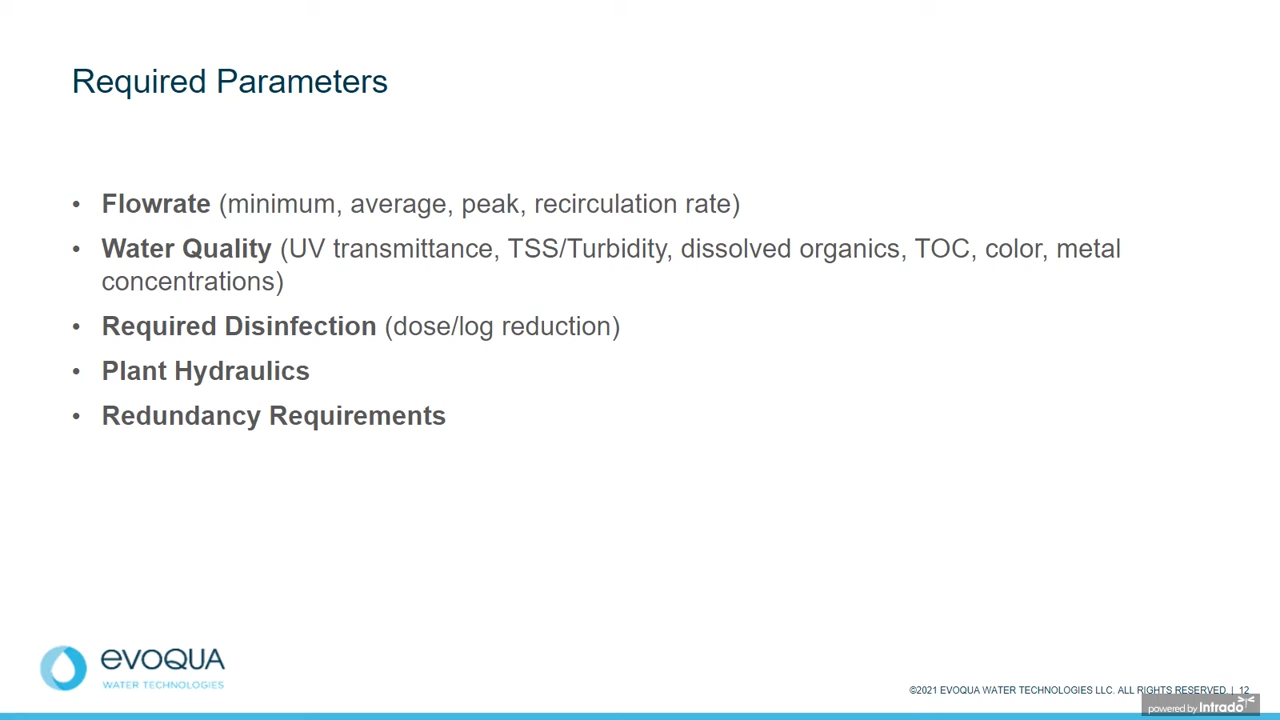 Required Parameters
• Flowrate (minimum, average, peak, recirculation rate)
• Water Quality (UV transmittance, TSS/Turbidity, dissolved organics, TOC, color, metal
concentrations)
• Required Disinfection (dose/log reduction)
• Plant Hydraulics
• Redundancy Requirements
evoQUA
WATER TECHNOLOGIES
©2021 EVOQUA WATER TECHNOLOGIES LLC. ALL RIGHTS RESERVED. | 12
powered by Intrado